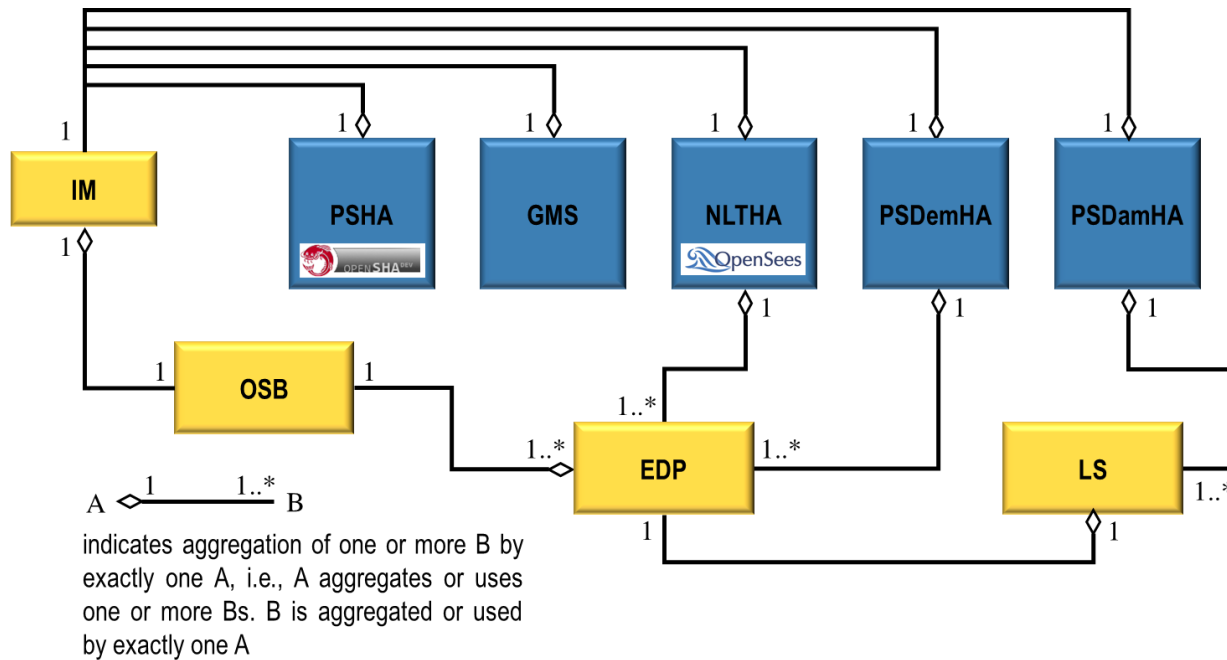 1
1
1
1
1
1
IM
PSHA
GMS
NLTHA
PSDemHA
PSDamHA
OPENSHA DEV
OpenSees
1
1
1
1
1
OSB
1
1..*
1..*
EDP
1..*
LS
1..*
A
1
1..*
B
1
1
indicates aggregation of one or more B by
exactly one A, i.e., A aggregates or uses
one or more Bs. B is aggregated or used
by exactly one A